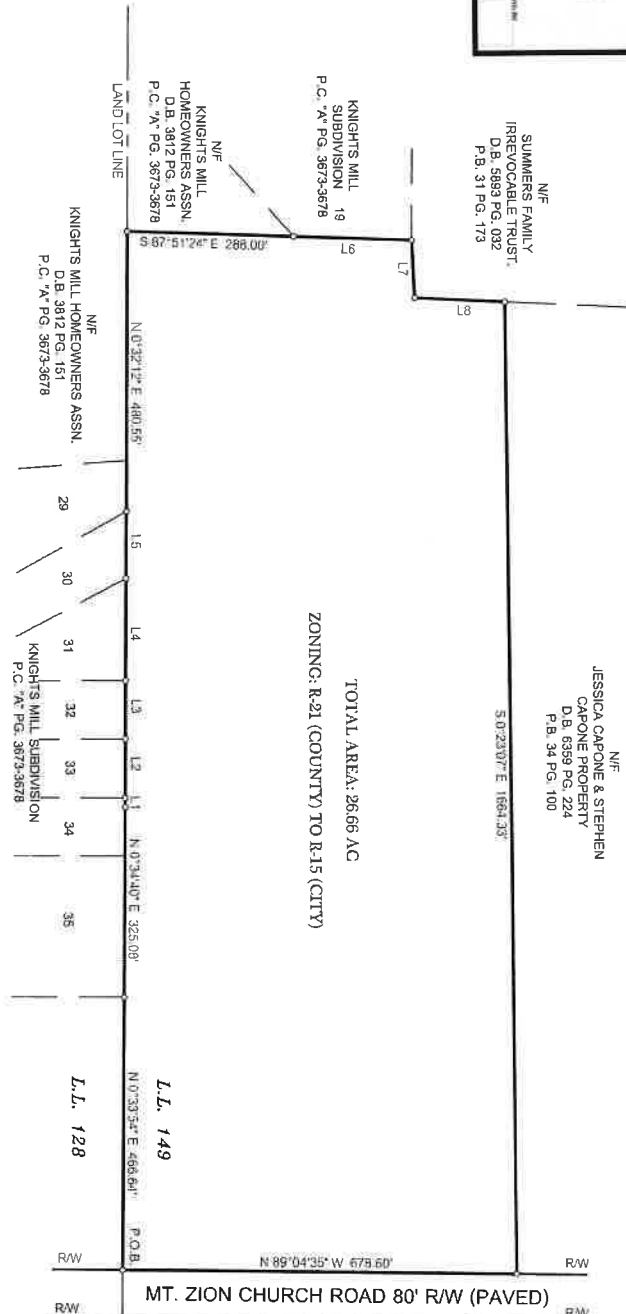 N/F
SUMMERS FAMILY
IRREVOCABLE TRUST.
D.B. 5893 PG. 032
P.B. 31 PG. 173
KNIGHTS MILL
SUBDIVISION 19
P.C. "A" PG. 3673-3678
N/F
KNIGHTS MILL
HOMEOWNERS ASSN.
D.B. 3812 PG. 151
P.C. "A" PG. 3673-3678
LAND LOT LINE
S 87°51'24" E 288.00'
L6
L7
L8
N/F
JESSICA CAPONE & STEPHEN
CAPONE PROPERTY
D.B. 6359 PG. 224
P.B. 34 PG. 100
S 0°23'07" E 1664.33'
TOTAL AREA: 26.66 AC
ZONING: R-21 (COUNTY) TO R-15 (CITY)
N/F
KNIGHTS MILL HOMEOWNERS ASSN.
D.B. 3812 PG. 151
P.C. "A" PG. 3673-3678
N 0°32'12" E 480.55'
L5
L4
L3
L2
L1
N 0°34'40" E 325.08'
N 0°33'54" E 466.64'
P.O.B.
29
30
31
32
33
34
35
KNIGHTS MILL SUBDIVISION
P.C. "A" PG. 3673-3678
L.L. 149
L.L. 128
N 89°04'35" W 678.60'
R/W
R/W
MT. ZION CHURCH ROAD 80' R/W (PAVED)
R/W
R/W